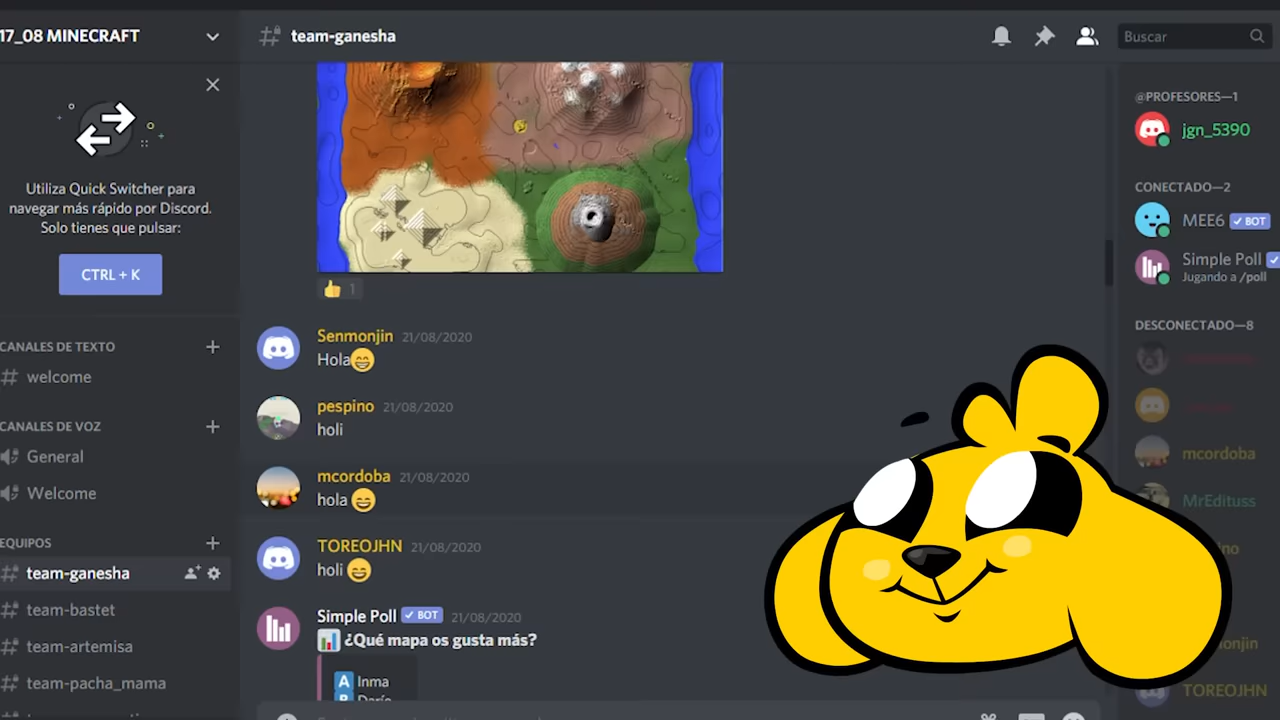 17_08 MINECRAFT
Utiliza Quick Switcher para
navegar más rápido por Discord.
Solo tienes que pulsar:
CTRL + K
CANALES DE TEXTO
welcome
CANALES DE VOZ
General
Welcome
EQUIPOS
team-ganesha
team-bastet
team-artemisa
team-pacha_mama
team-ganesha
Buscar
1
Senmonjin 21/08/2020
Hola
pespino 21/08/2020
holi
mcordoba 21/08/2020
hola
TOREOJHN 21/08/2020
holi
Simple Poll BOT 21/08/2020
¿Qué mapa os gusta más?
A Inma
@PROFESORES—1
jgn_5390
CONECTADO—2
MEE6 BOT
Simple Poll
Jugando a /poll
DESCONECTADO—8
mcordoba
MrEdituss
TOREOJHN